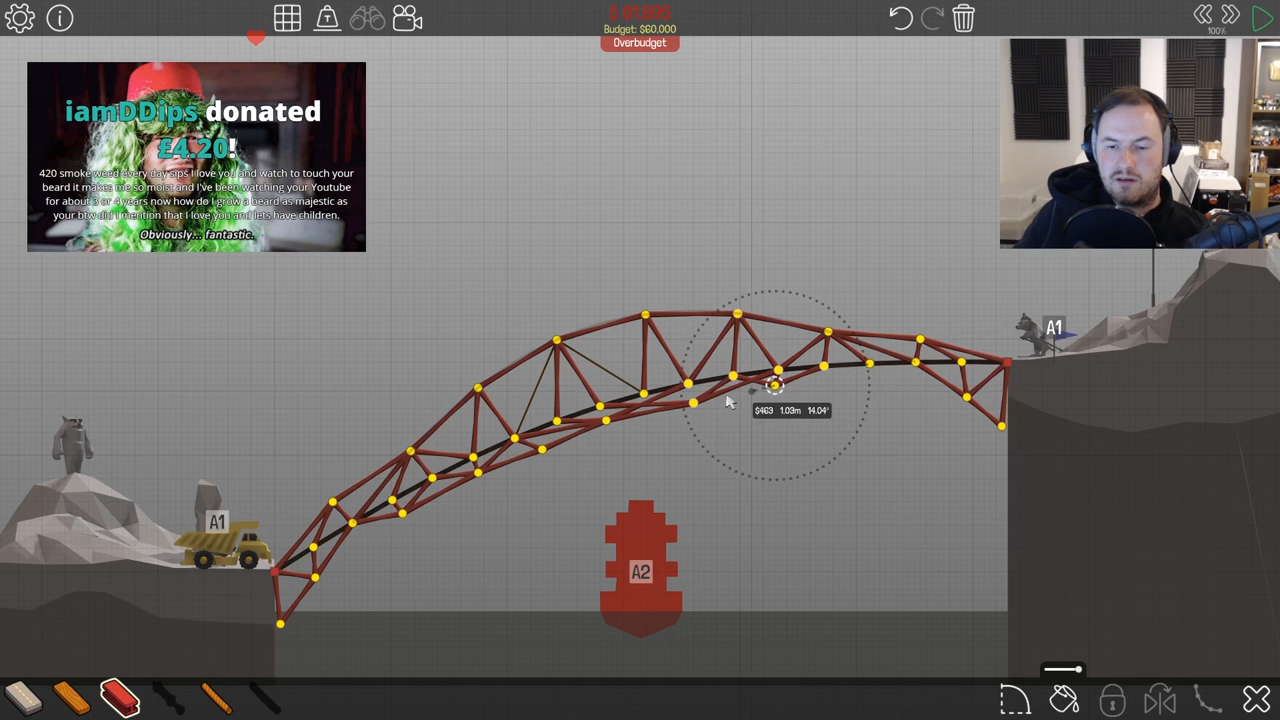 Budget: $60,000
Overbudget
100%
iamDDips donated
£4.20!
420 smoke weed every day sips I love you and watch to touch your
beard it makes me so moist and I've been watching your Youtube
for about 3 or 4 years now how do I grow a beard as majestic as
your btw did I mention that I love you and lets have children.
Obviously... fantastic.
A1
$463 1.03m 14.04°
A1
A2